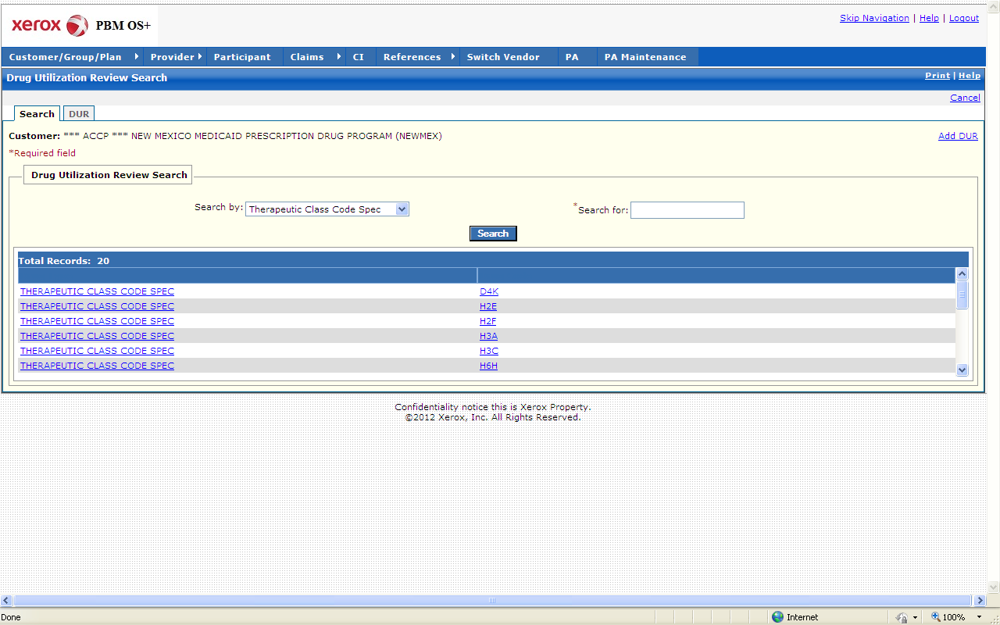 xerox PBM OS+
Skip Navigation | Help | Logout
Customer/Group/Plan Provider Participant Claims CI References Switch Vendor PA PA Maintenance
Drug Utilization Review Search
Print | Help
Cancel
Search DUR
Customer: *** ACCP *** NEW MEXICO MEDICAID PRESCRIPTION DRUG PROGRAM (NEWMEX)
Add DUR
*Required field
Drug Utilization Review Search
Search by: Therapeutic Class Code Spec *Search for:
Search
Total Records: 20
THERAPEUTIC CLASS CODE SPEC D4K
THERAPEUTIC CLASS CODE SPEC H2E
THERAPEUTIC CLASS CODE SPEC H2F
THERAPEUTIC CLASS CODE SPEC H3A
THERAPEUTIC CLASS CODE SPEC H3C
THERAPEUTIC CLASS CODE SPEC H6H
Confidentiality notice this is Xerox Property.
©2012 Xerox, Inc. All Rights Reserved.
Done Internet 100%